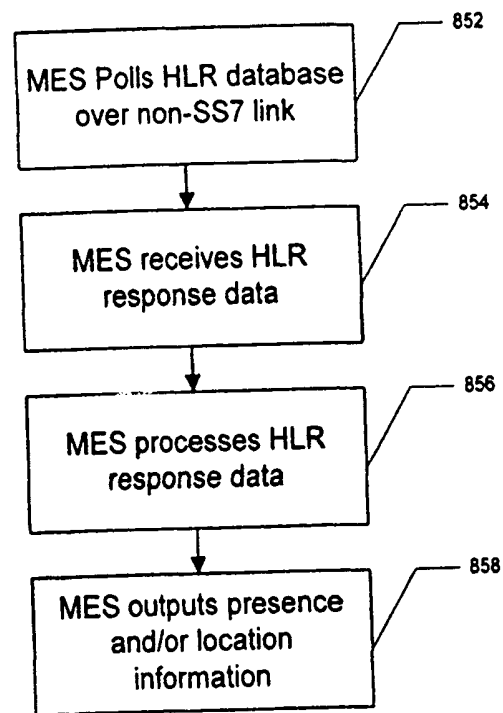 852
MES Polls HLR database
over non-SS7 link
854
MES receives HLR
response data
856
MES processes HLR
response data
858
MES outputs presence
and/or location
information